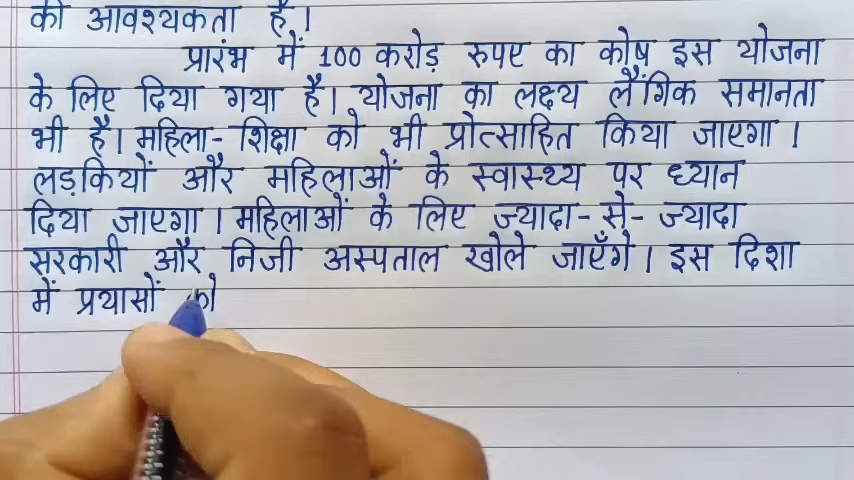 की आवश्यकता है।
प्रारंभ में 100 करोड़ रुपए का कोष इस योजना
के लिए दिया गया है। योजना का लक्ष्य लैंगिक समानता
भी है। महिला-शिक्षा को भी प्रोत्साहित किया जाएगा।
लड़कियों और महिलाओं के स्वास्थ्य पर ध्यान
दिया जाएगा। महिलाओं के लिए ज्यादा-से-ज्यादा
सरकारी और निजी अस्पताल खोले जाएँगे। इस दिशा
में प्रयासों को